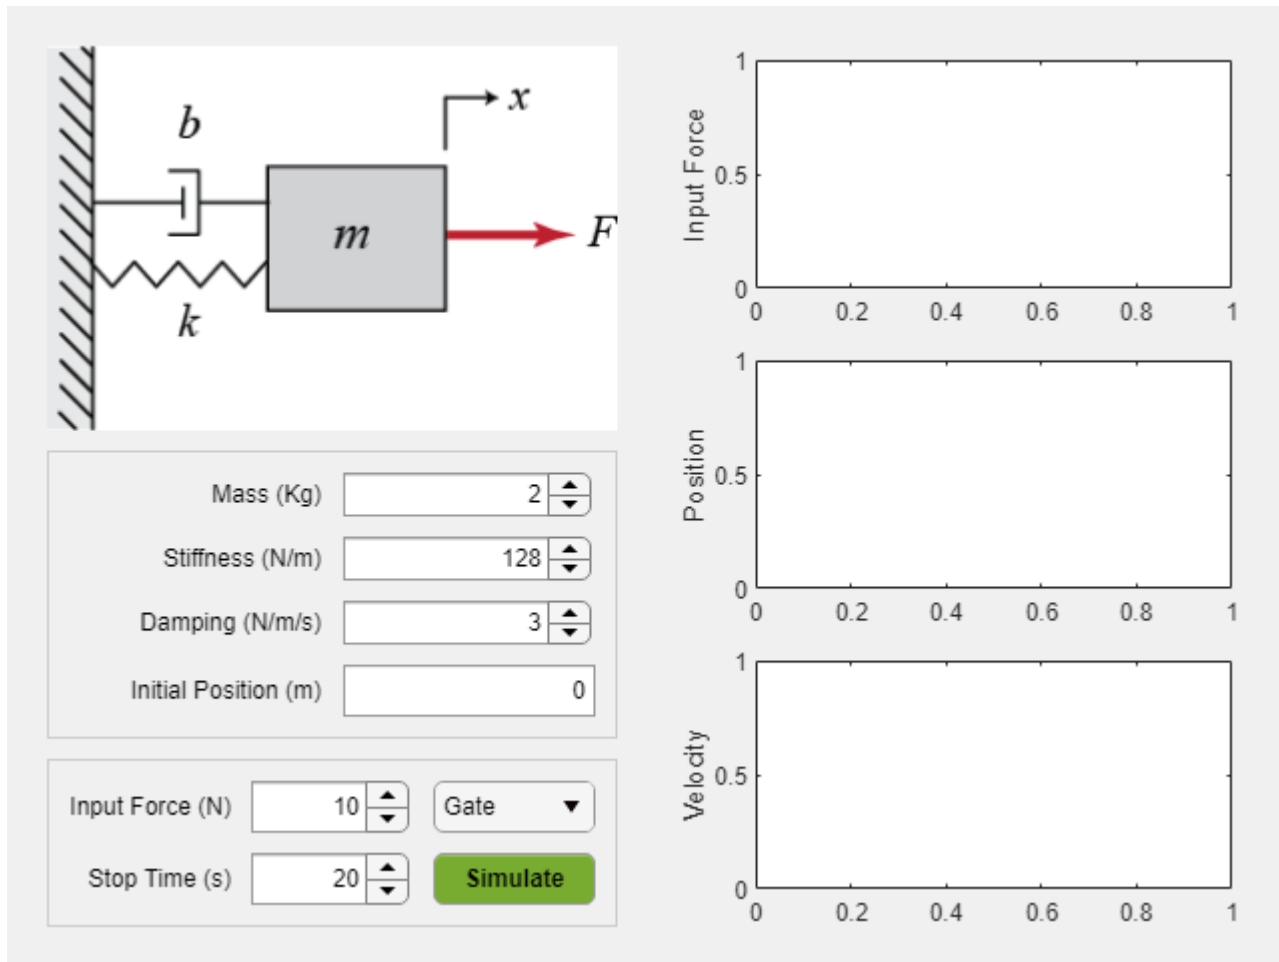 b
x
m
F
k
Mass (Kg) 2
Stiffness (N/m) 128
Damping (N/m/s) 3
Initial Position (m) 0
Input Force (N) 10 Gate
Stop Time (s) 20 Simulate
Input Force
1
0.5
0
0 0.2 0.4 0.6 0.8 1
Position
1
0.5
0
0 0.2 0.4 0.6 0.8 1
Velocity
1
0.5
0
0 0.2 0.4 0.6 0.8 1